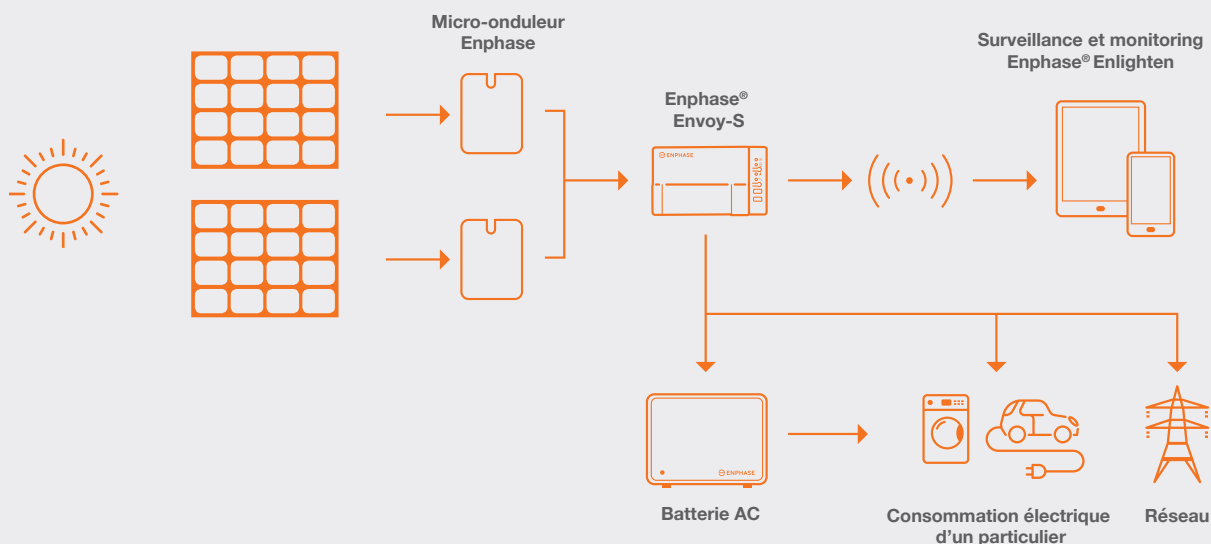 Micro-onduleur
Enphase
Surveillance et monitoring
Enphase® Enlighten
Enphase®
Envoy-S
ENPHASE
ENPHASE
Batterie AC
Consommation électrique
d'un particulier
Réseau